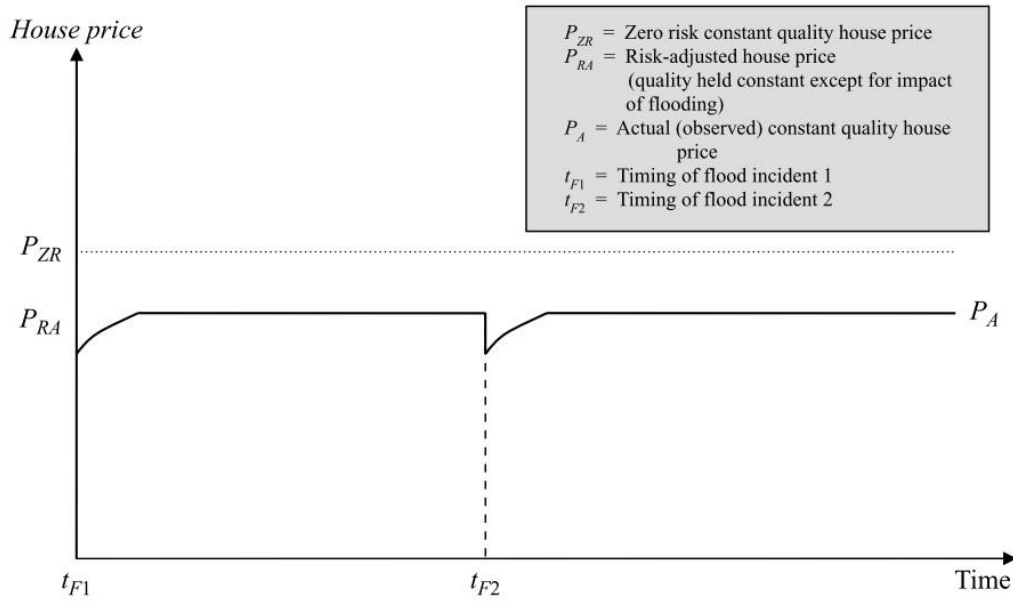 House price
P_ZR = Zero risk constant quality house price
P_RA = Risk-adjusted house price
(quality held constant except for impact
of flooding)
P_A = Actual (observed) constant quality house
price
t_F1 = Timing of flood incident 1
t_F2 = Timing of flood incident 2
P_ZR
P_RA
P_A
t_F1
t_F2
Time